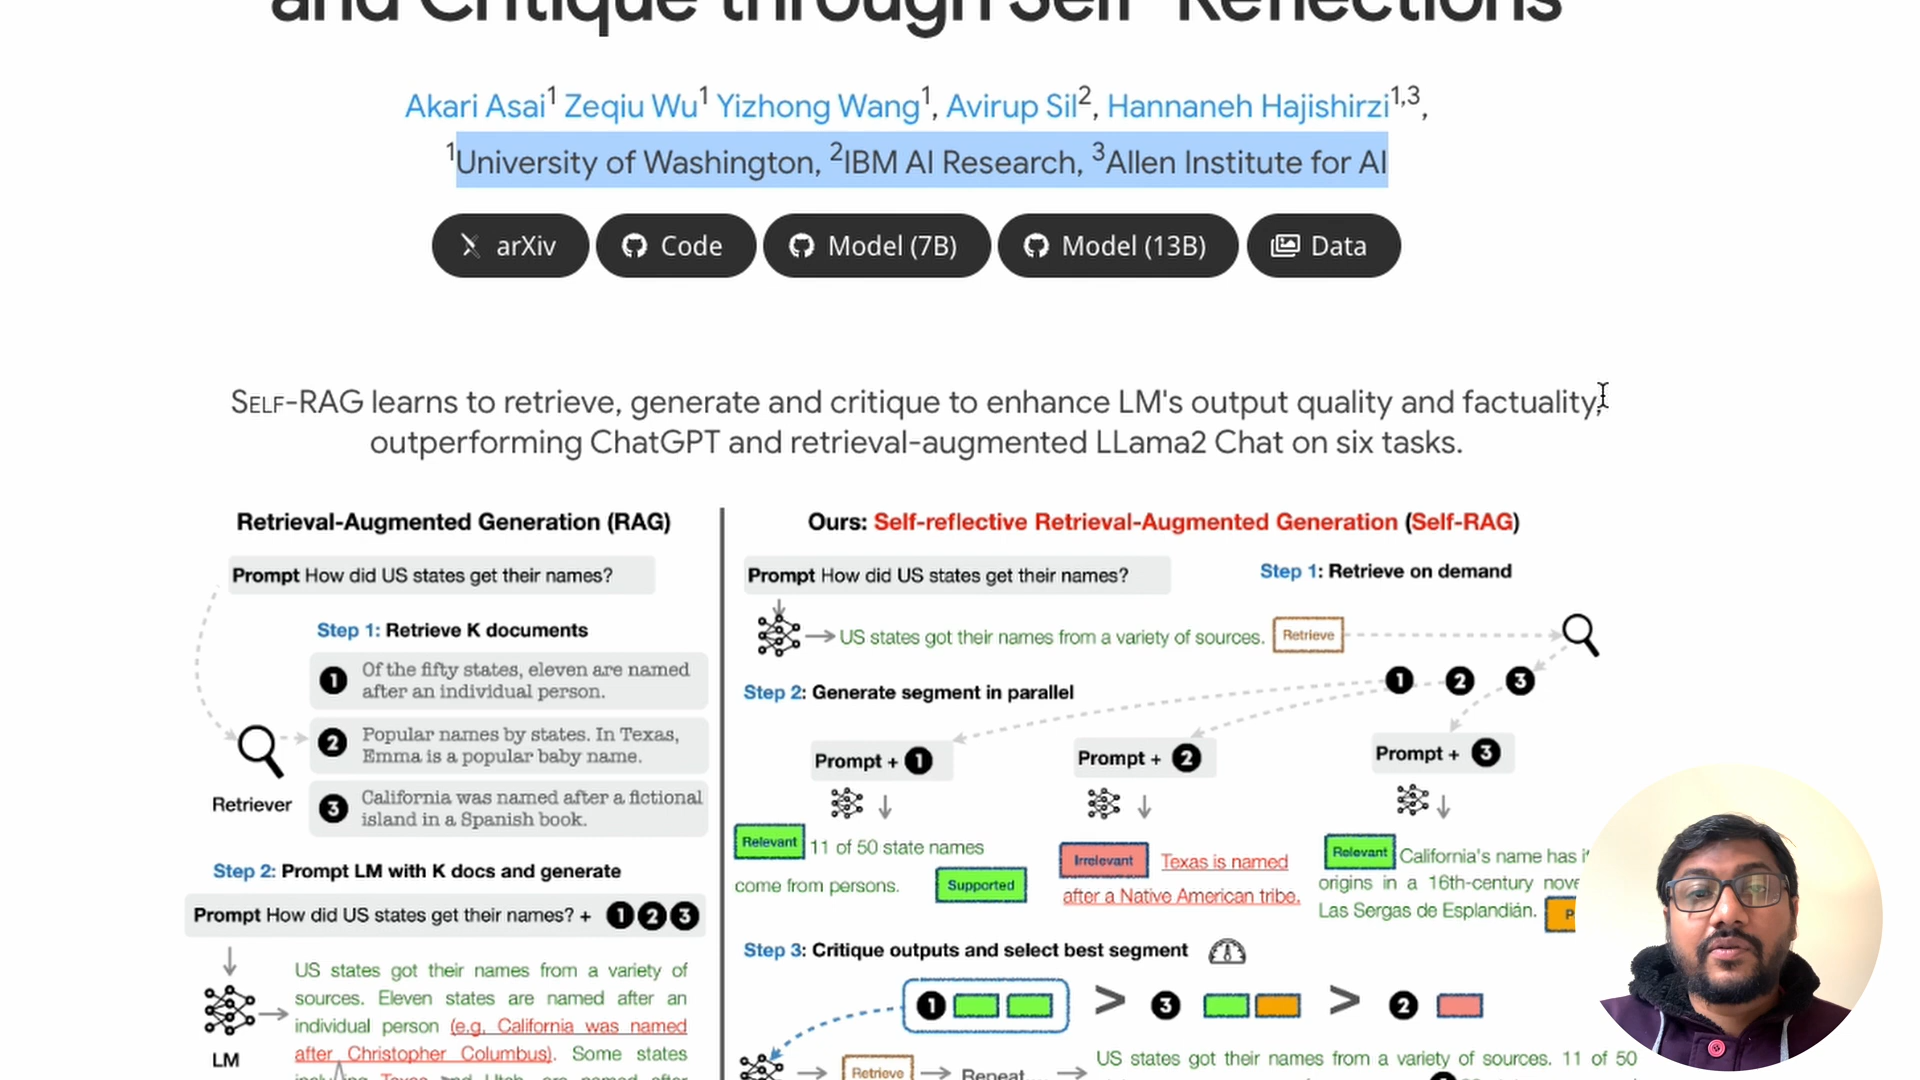 and Critique through Self-Reflections
Akari Asai1 Zeqiu Wu1 Yizhong Wang1, Avirup Sil2, Hannaneh Hajishirzi1,3,
1University of Washington, 2IBM AI Research, 3Allen Institute for AI
arXiv Code Model (7B) Model (13B) Data
SELF-RAG learns to retrieve, generate and critique to enhance LM's output quality and factuality,
outperforming ChatGPT and retrieval-augmented LLama2 Chat on six tasks.
Retrieval-Augmented Generation (RAG)
Prompt How did US states get their names?
Step 1: Retrieve K documents
1 Of the fifty states, eleven are named
after an individual person.
2 Popular names by states. In Texas,
Emma is a popular baby name.
Retriever
3 California was named after a fictional
island in a Spanish book.
Step 2: Prompt LM with K docs and generate
Prompt How did US states get their names? + 1 2 3
US states got their names from a variety of
sources. Eleven states are named after an
individual person (e.g, California was named
after Christopher Columbus). Some states
LM
Ours: Self-reflective Retrieval-Augmented Generation (Self-RAG)
Prompt How did US states get their names?
Step 1: Retrieve on demand
US states got their names from a variety of sources. Retrieve
1 2 3
Step 2: Generate segment in parallel
Prompt + 1
Prompt + 2
Prompt + 3
Relevant 11 of 50 state names
come from persons. Supported
Irrelevant Texas is named
after a Native American tribe.
Relevant California's name has
origins in a 16th-century
Las Sergas de Esplandián.
Step 3: Critique outputs and select best segment
1 > 3 > 2
Retrieve Repeat.... US states got their names from a variety of sources. 11 of 50